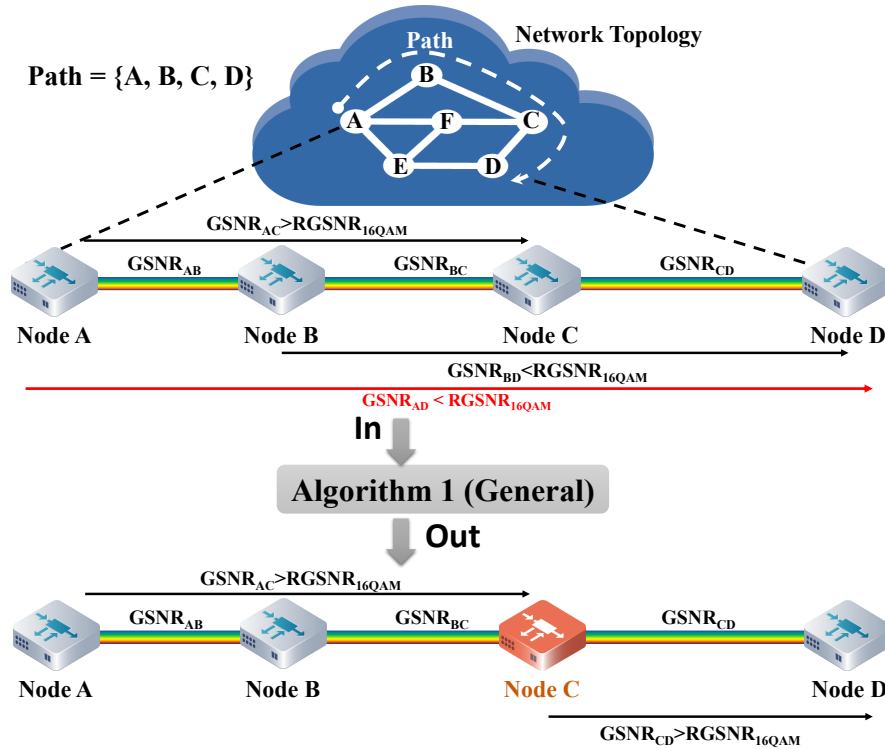 Network Topology
Path
Path = {A, B, C, D}
B
A
F
C
E
D
GSNR_AC>RGSNR_16QAM
GSNR_AB
GSNR_BC
GSNR_CD
Node A
Node B
Node C
Node D
GSNR_BD<RGSNR_16QAM
GSNR_AD < RGSNR_16QAM
In
Algorithm 1 (General)
Out
GSNR_AC>RGSNR_16QAM
GSNR_AB
GSNR_BC
GSNR_CD
Node A
Node B
Node C
Node D
GSNR_CD>RGSNR_16QAM